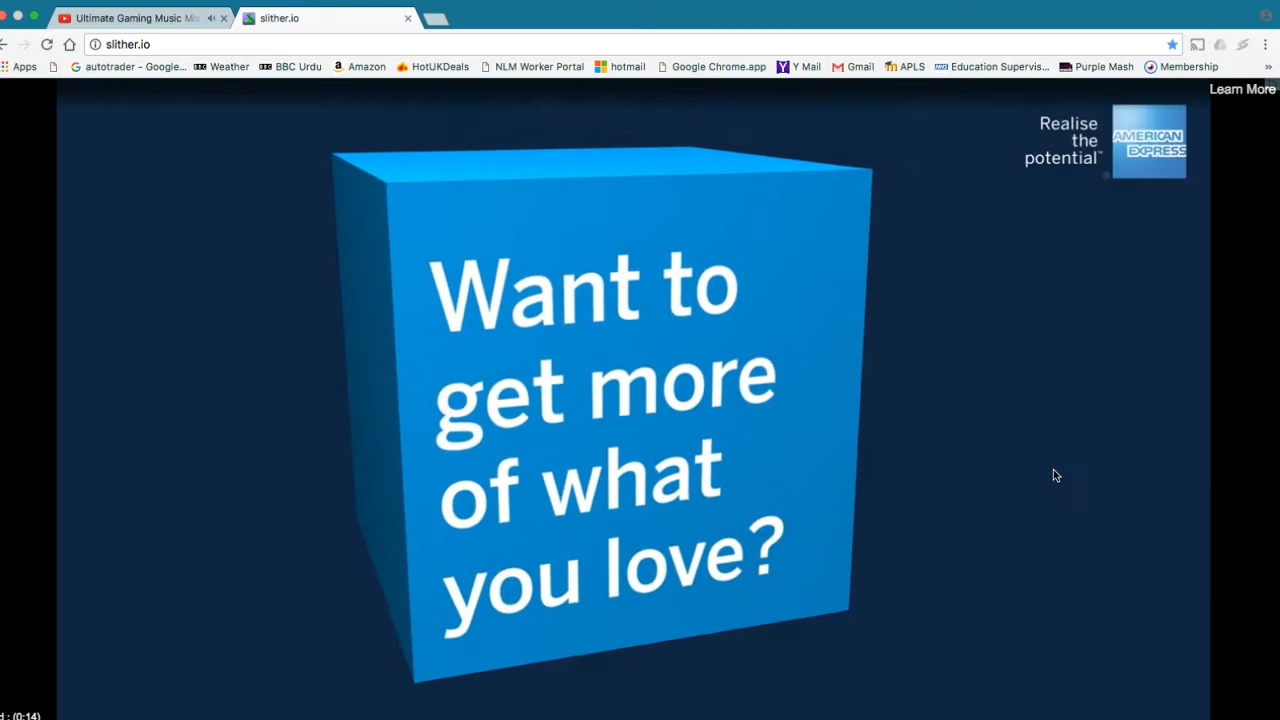 Ultimate Gaming Music Mix
slither.io
slither.io
Apps
autotrader - Google...
Weather
BBC Urdu
Amazon
HotUKDeals
NLM Worker Portal
hotmail
Google Chrome.app
Y Mail
Gmail
APLS
Education Supervis...
Purple Mash
Membership
»
Learn More
Realise
the
potential™
AMERICAN
EXPRESS
®
Want to
get more
of what
you love?
d : (0:14)